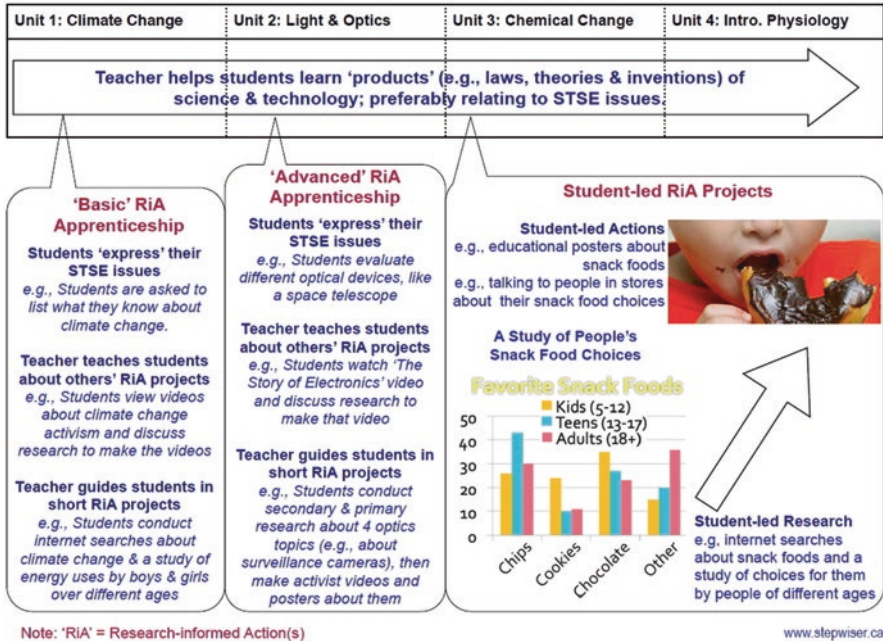 Unit 1: Climate Change
Unit 2: Light & Optics
Unit 3: Chemical Change
Unit 4: Intro. Physiology
Teacher helps students learn ‘products’ (e.g., laws, theories & inventions) of
science & technology; preferably relating to STSE issues.
‘Basic’ RiA
Apprenticeship
Students ‘express’ their
STSE issues
e.g., Students are asked to
list what they know about
climate change.
Teacher teaches students
about others’ RiA projects
e.g., Students view videos
about climate change
activism and discuss
research to make the videos
Teacher guides students in
short RiA projects
e.g., Students conduct
internet searches about
climate change & a study of
energy uses by boys & girls
over different ages
‘Advanced’ RiA
Apprenticeship
Students ‘express’ their
STSE issues
e.g., Students evaluate
different optical devices, like
a space telescope
Teacher teaches students
about others’ RiA projects
e.g., Students watch ‘The
Story of Electronics’ video
and discuss research to
make that video
Teacher guides students in
short RiA projects
e.g., Students conduct
secondary & primary
research about 4 optics
topics (e.g., about
surveillance cameras), then
make activist videos and
posters about them
Student-led RiA Projects
Student-led Actions
e.g., educational posters about
snack foods
e.g., talking to people in stores
about their snack food choices
A Study of People’s
Snack Food Choices
Favorite Snack Foods
Kids (5-12)
Teens (13-17)
Adults (18+)
50
40
30
20
10
0
Chips
Cookies
Chocolate
Other
Student-led Research
e.g, internet searches
about snack foods and a
study of choices for them
by people of different ages
Note: ‘RiA’ = Research-informed Action(s)
www.stepwiser.ca